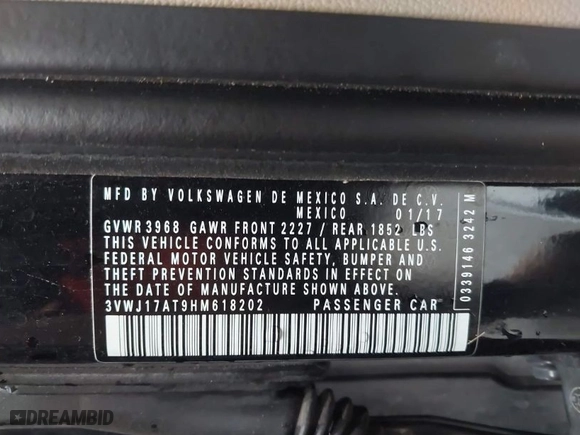 MFD BY VOLKSWAGEN DE MEXICO S.A. DE C.V.
MEXICO 01/17
GVWR 3968 GAWR FRONT 2227 / REAR 1852 LBS
THIS VEHICLE CONFORMS TO ALL APPLICABLE U.S.
FEDERAL MOTOR VEHICLE SAFETY, BUMPER AND
THEFT PREVENTION STANDARDS IN EFFECT ON
THE DATE OF MANUFACTURE SHOWN ABOVE.
3VWJ17AT9HM618202 PASSENGER CAR
0339146 3242 M
DREAMBID